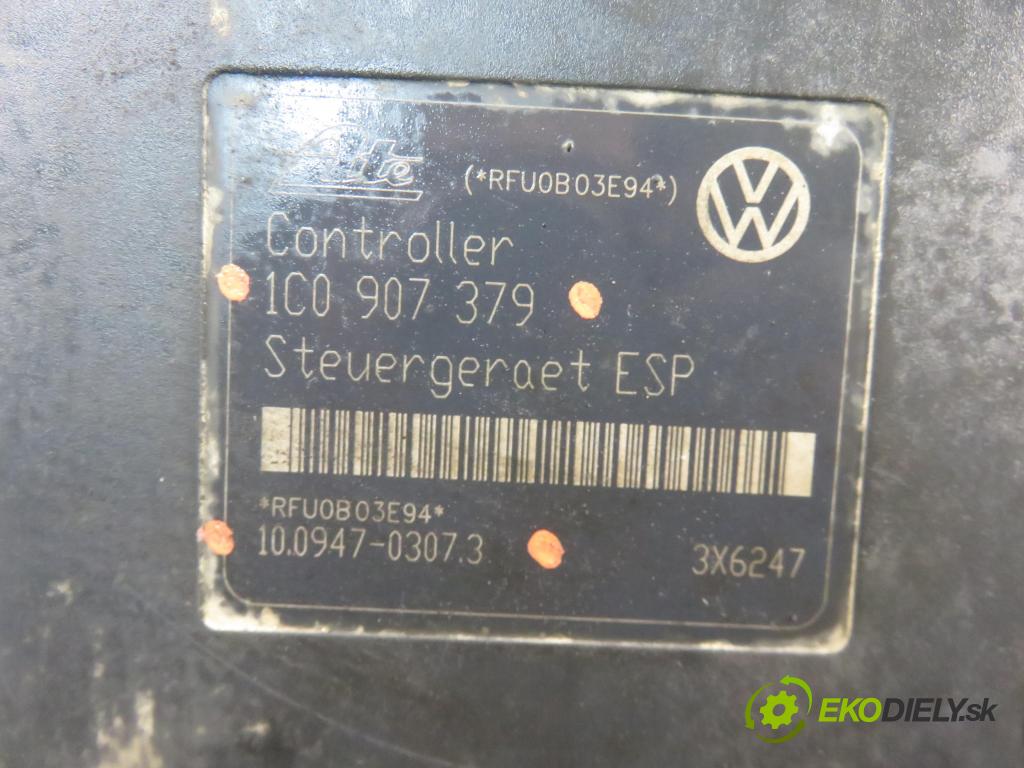 Ate (*RFU0B03E94*)
Controller
1C0 907 379
Steuergeraet ESP
*RFU0B03E94*
10.0947-0307.3 3X6247
EKODIELY.sk